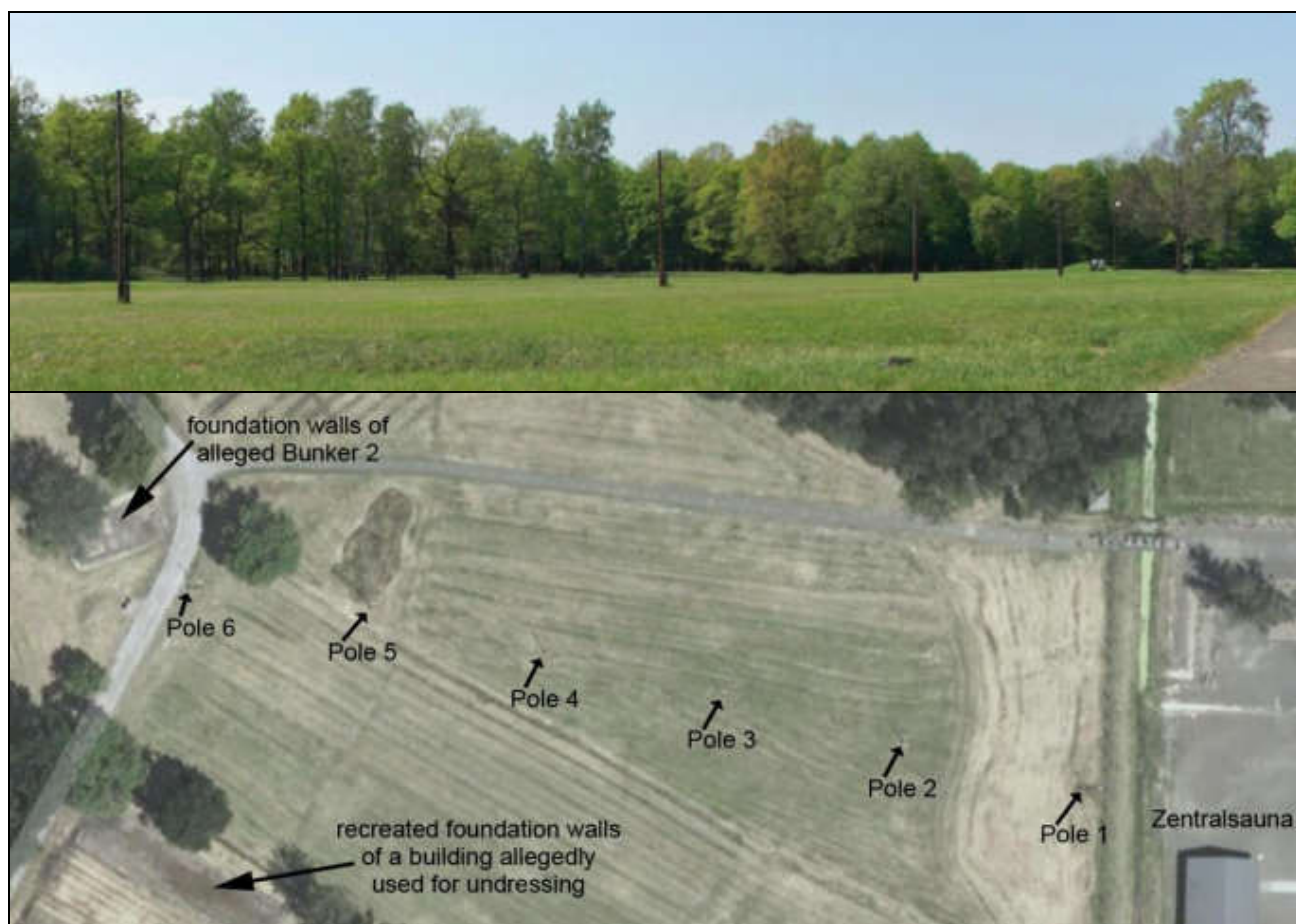 foundation walls of
alleged Bunker 2
Pole 6
Pole 5
Pole 4
Pole 3
Pole 2
Pole 1
Zentralsauna
recreated foundation walls
of a building allegedly
used for undressing